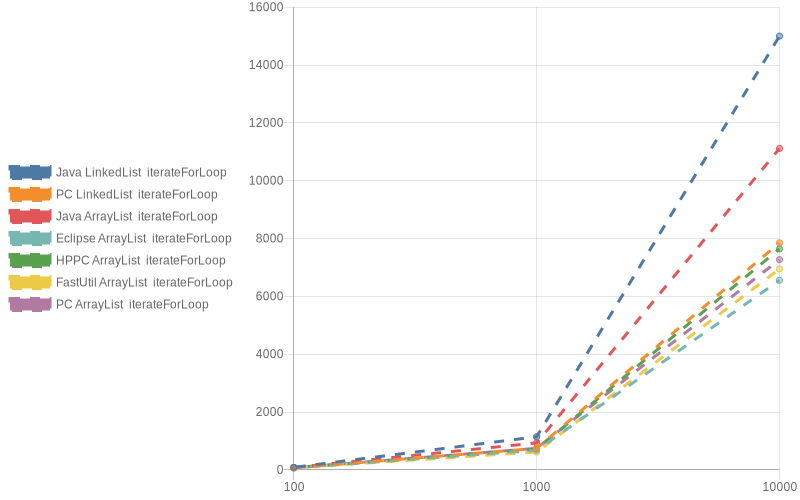 16000
14000
12000
10000
8000
6000
4000
2000
0
Java LinkedList iterateForLoop
PC LinkedList iterateForLoop
Java ArrayList iterateForLoop
Eclipse ArrayList iterateForLoop
HPPC ArrayList iterateForLoop
FastUtil ArrayList iterateForLoop
PC ArrayList iterateForLoop
100 1000 10000